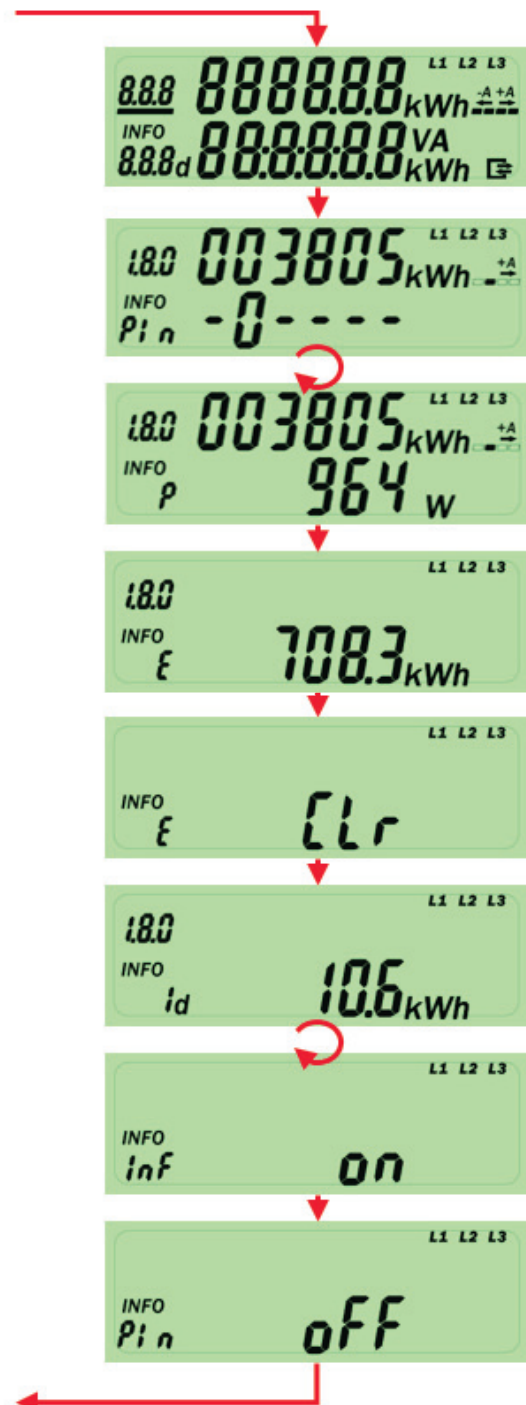 L1 L2 L3
8.8.8 888888.8 kWh -A +A
INFO VA
8.8.8 d 88:8:8:8.8 kWh
L1 L2 L3
1.8.0 003805 kWh +A
INFO
PIn -0----
L1 L2 L3
1.8.0 003805 kWh +A
INFO
P 964 W
L1 L2 L3
1.8.0
INFO
E 708.3 kWh
L1 L2 L3
INFO
E CLr
L1 L2 L3
1.8.0
INFO
1d 10.6 kWh
L1 L2 L3
INFO
InF on
L1 L2 L3
INFO
PIn oFF